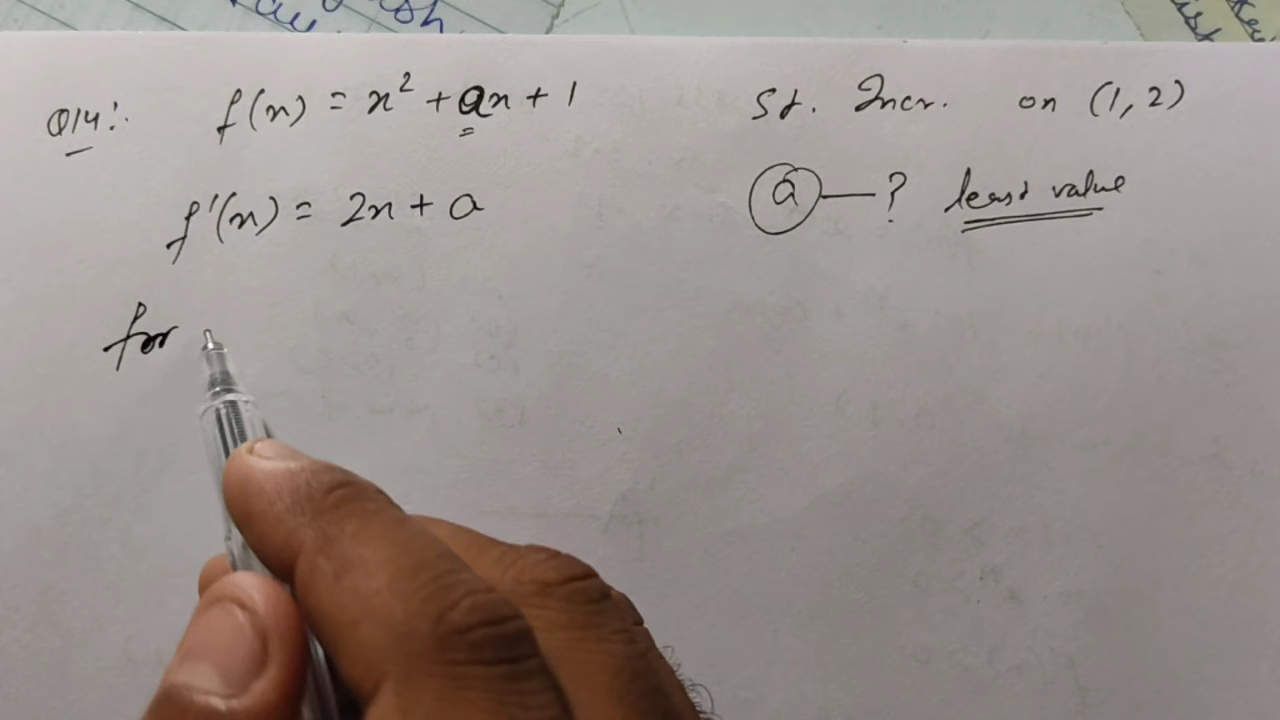 Q14:. f(x) = x² + ax + 1 St. Incr. on (1, 2)
f'(x) = 2x + a a — ? least value
for